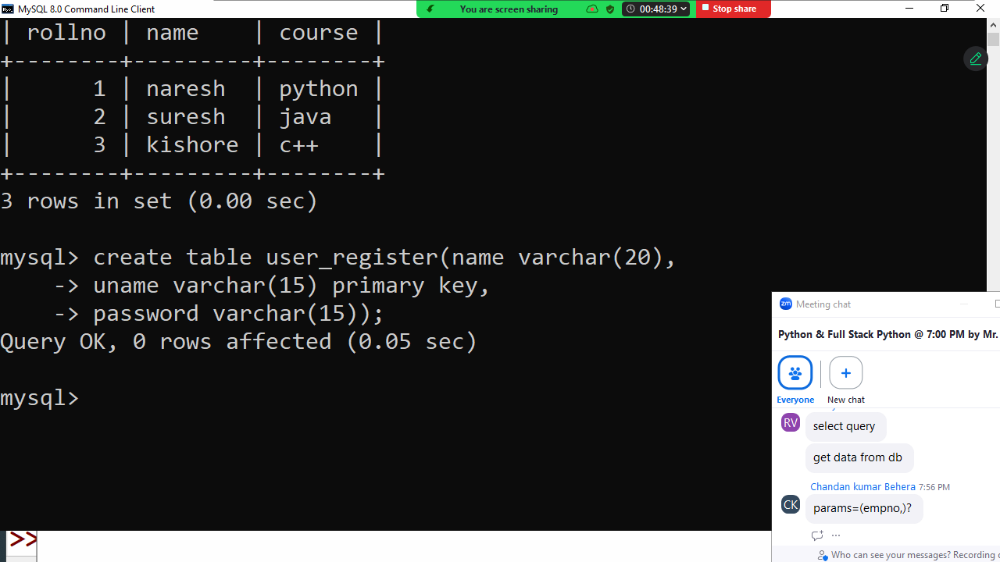 MySQL 8.0 Command Line Client
You are screen sharing
00:48:39
Stop share
| rollno | name    | course |
+--------+---------+--------+
|      1 | naresh  | python |
|      2 | suresh  | java   |
|      3 | kishore | c++    |
+--------+---------+--------+
3 rows in set (0.00 sec)
mysql> create table user_register(name varchar(20),
    -> uname varchar(15) primary key,
    -> password varchar(15));
Query OK, 0 rows affected (0.05 sec)
mysql>
zm Meeting chat
Python & Full Stack Python @ 7:00 PM by Mr.
Everyone
New chat
RV
select query
get data from db
Chandan kumar Behera 7:56 PM
CK
params=(empno,)?
Who can see your messages? Recording
>>